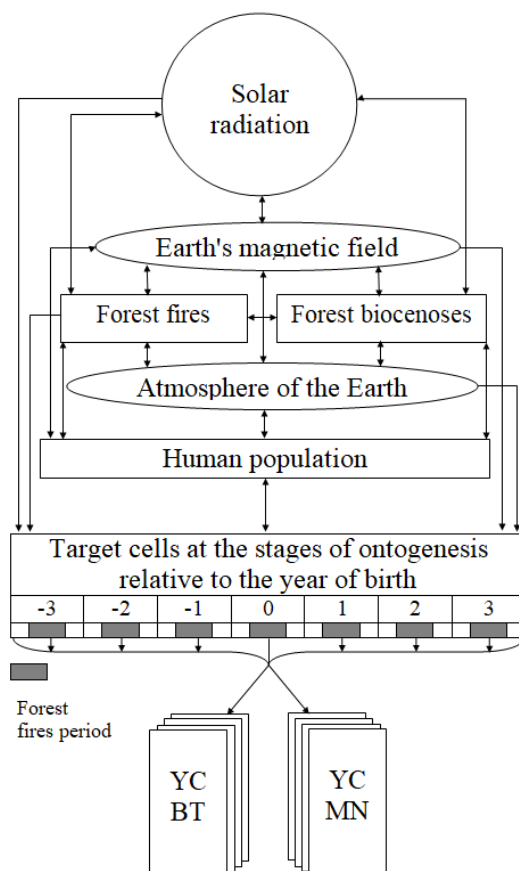 Solar
radiation
Earth's magnetic field
Forest fires
Forest biocenoses
Atmosphere of the Earth
Human population
Target cells at the stages of ontogenesis
relative to the year of birth
-3 -2 -1 0 1 2 3
Forest
fires period
YC
BT
YC
MN